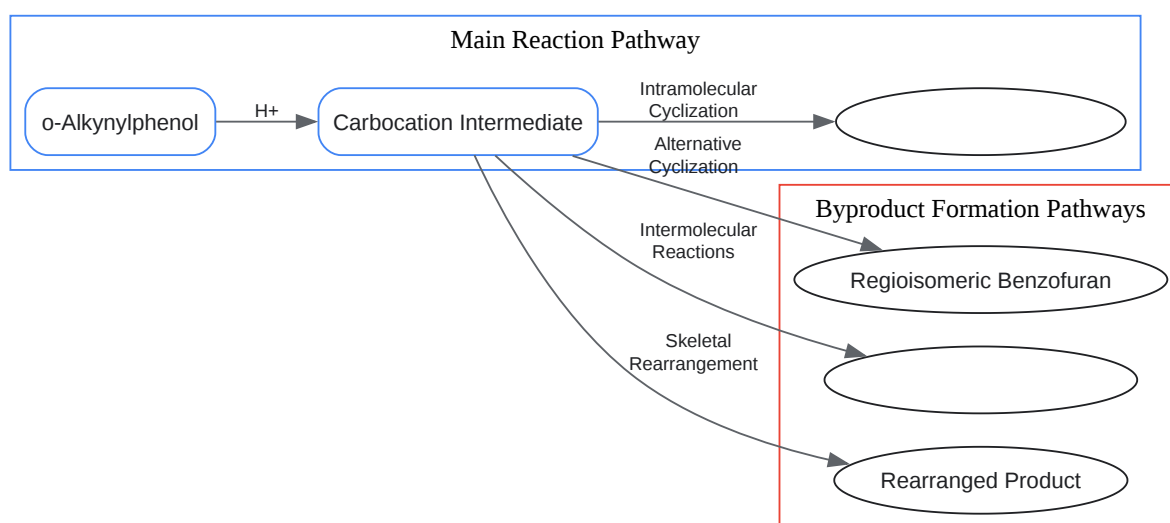 Main Reaction Pathway
o-Alkynylphenol
H+
Carbocation Intermediate
Intramolecular
Cyclization
Alternative
Cyclization
Byproduct Formation Pathways
Intermolecular
Reactions
Regioisomeric Benzofuran
Skeletal
Rearrangement
Rearranged Product